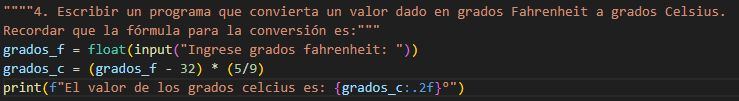 """"4. Escribir un programa que convierta un valor dado en grados Fahrenheit a grados Celsius.
Recordar que la fórmula para la conversión es:"""
grados_f = float(input("Ingrese grados fahrenheit: "))
grados_c = (grados_f - 32) * (5/9)
print(f"El valor de los grados celcius es: {grados_c:.2f}º")